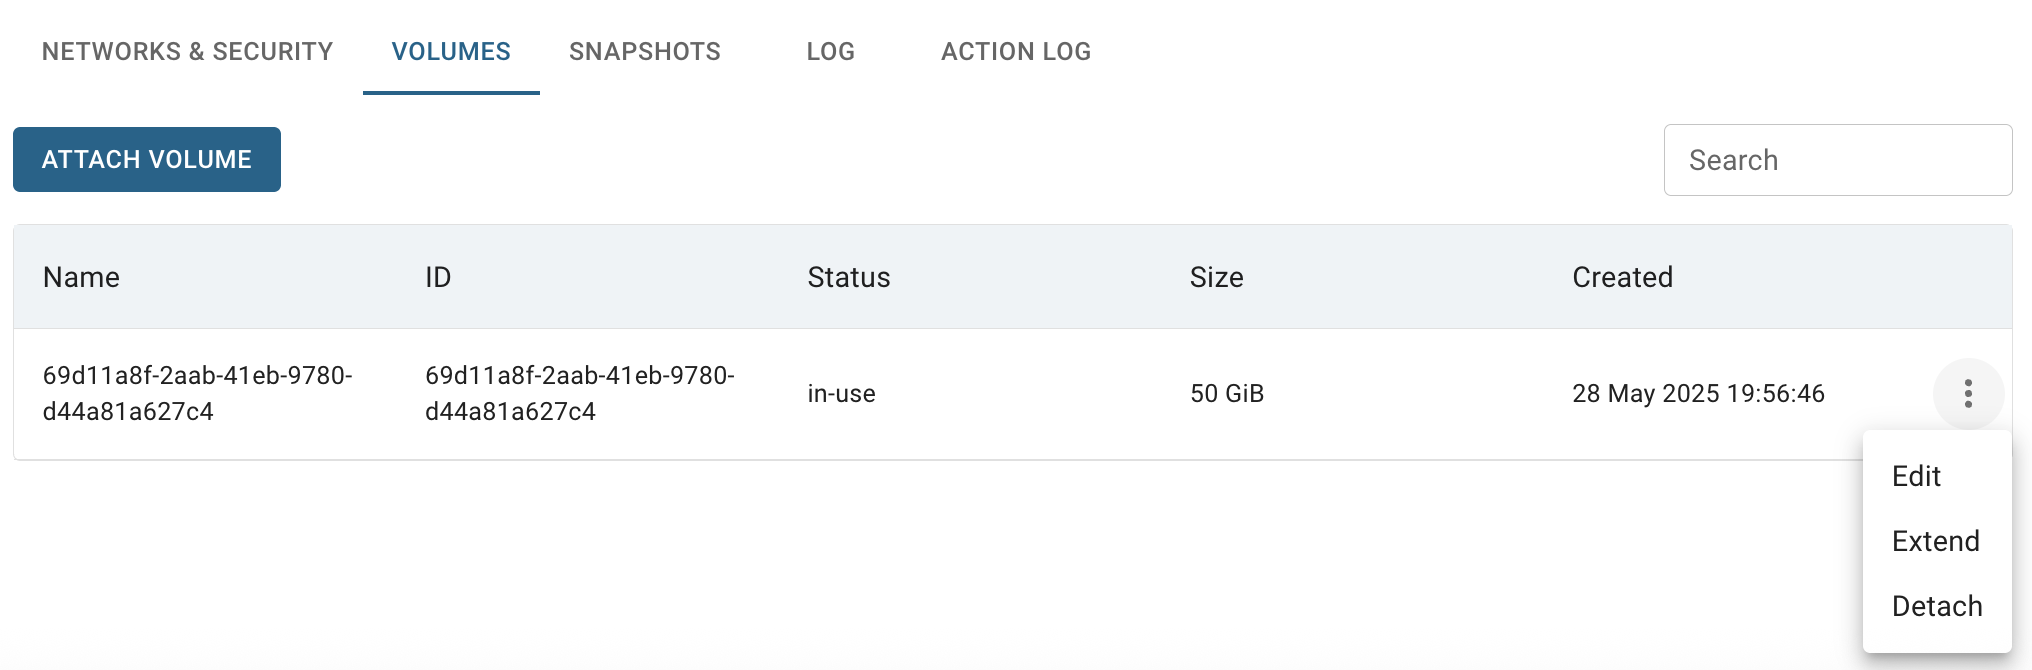 NETWORKS & SECURITY
VOLUMES
SNAPSHOTS
LOG
ACTION LOG
ATTACH VOLUME
Search
Name
ID
Status
Size
Created
69d11a8f-2aab-41eb-9780-
d44a81a627c4
69d11a8f-2aab-41eb-9780-
d44a81a627c4
in-use
50 GiB
28 May 2025 19:56:46
Edit
Extend
Detach